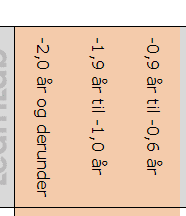 -0,9 år til -0,6 år
-1,9 år til -1,0 år
-2,0 år og derunder